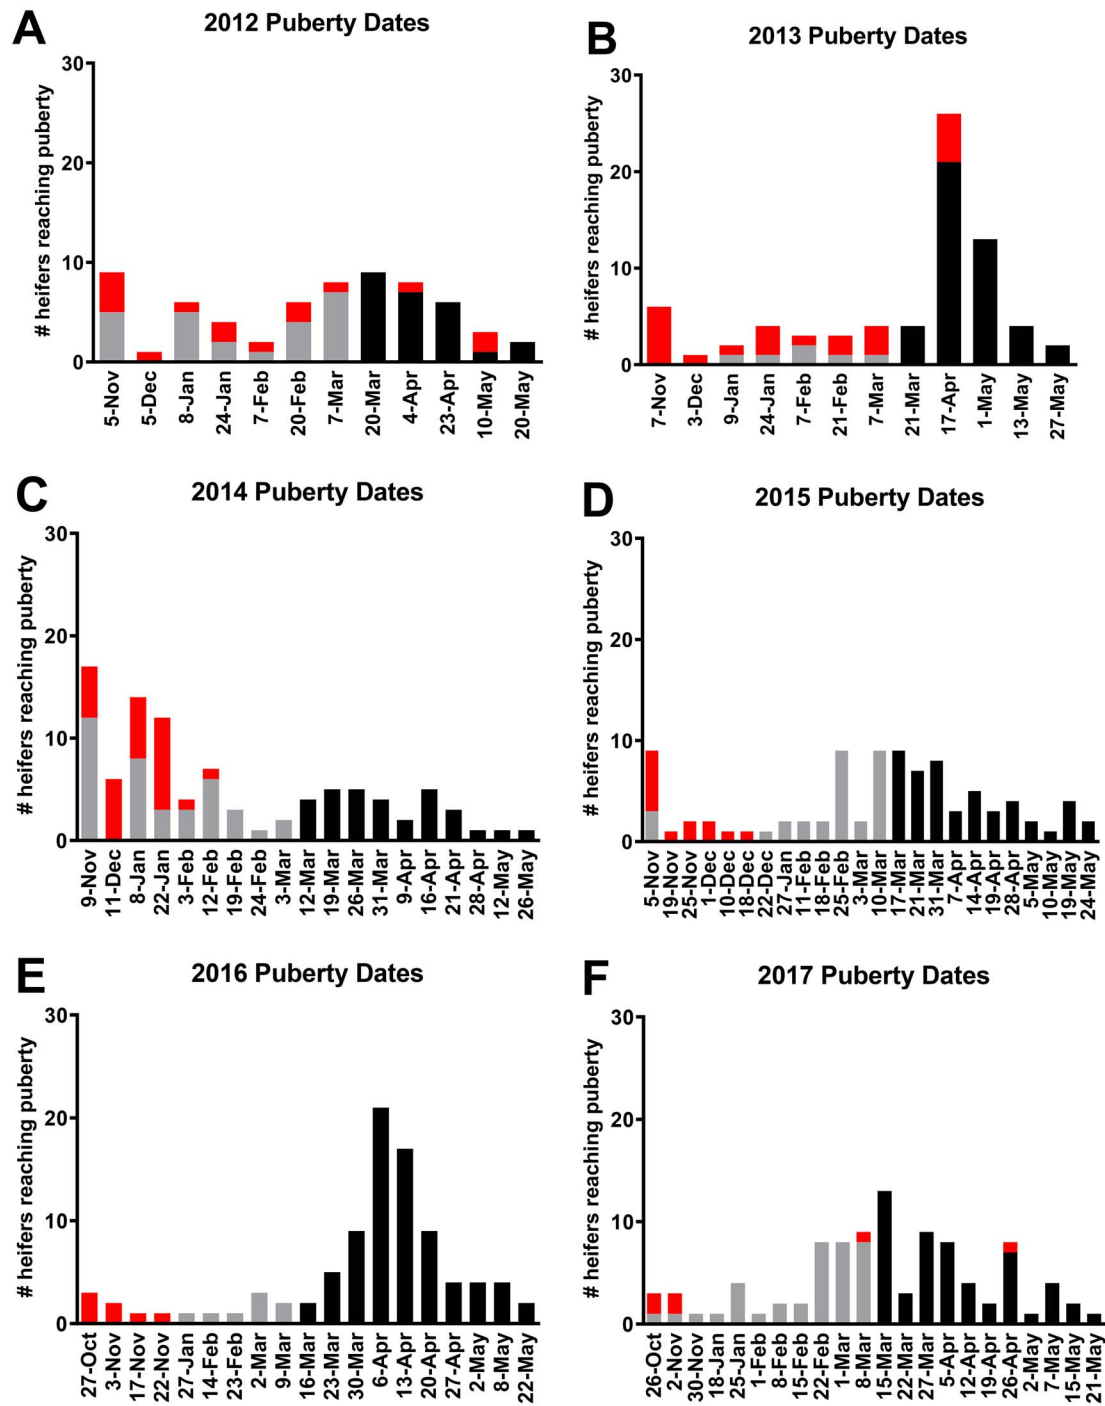 A
2012 Puberty Dates
# heifers reaching puberty
30
20
10
0
5-Nov
5-Dec
8-Jan
24-Jan
7-Feb
20-Feb
7-Mar
20-Mar
4-Apr
23-Apr
10-May
20-May
B
2013 Puberty Dates
# heifers reaching puberty
30
20
10
0
7-Nov
3-Dec
9-Jan
24-Jan
7-Feb
21-Feb
7-Mar
21-Mar
17-Apr
1-May
13-May
27-May
C
2014 Puberty Dates
# heifers reaching puberty
30
20
10
0
9-Nov
11-Dec
8-Jan
22-Jan
3-Feb
12-Feb
19-Feb
24-Feb
3-Mar
12-Mar
19-Mar
26-Mar
31-Mar
9-Apr
16-Apr
21-Apr
28-Apr
12-May
26-May
D
2015 Puberty Dates
# heifers reaching puberty
30
20
10
0
5-Nov
19-Nov
25-Nov
1-Dec
10-Dec
18-Dec
22-Dec
27-Jan
11-Feb
18-Feb
25-Feb
3-Mar
10-Mar
17-Mar
21-Mar
31-Mar
7-Apr
14-Apr
19-Apr
28-Apr
5-May
10-May
19-May
24-May
E
2016 Puberty Dates
# heifers reaching puberty
30
20
10
0
27-Oct
3-Nov
17-Nov
22-Nov
27-Jan
14-Feb
23-Feb
2-Mar
9-Mar
16-Mar
23-Mar
30-Mar
6-Apr
13-Apr
20-Apr
27-Apr
2-May
8-May
22-May
F
2017 Puberty Dates
# heifers reaching puberty
30
20
10
0
26-Oct
2-Nov
30-Nov
18-Jan
25-Jan
1-Feb
8-Feb
15-Feb
22-Feb
1-Mar
8-Mar
15-Mar
22-Mar
27-Mar
5-Apr
12-Apr
19-Apr
26-Apr
2-May
7-May
15-May
21-May